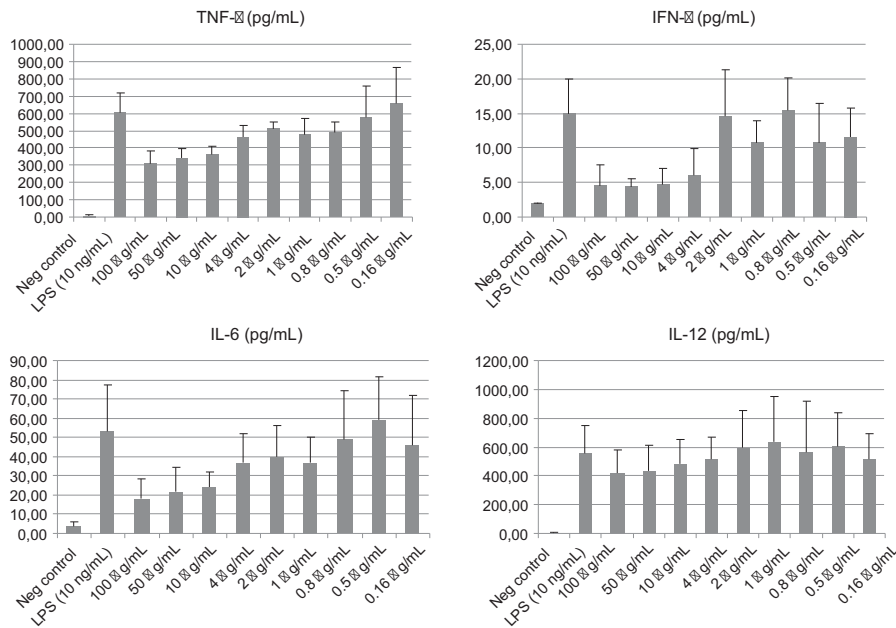 TNF-☒ (pg/mL)
1000,00
900,00
800,00
700,00
600,00
500,00
400,00
300,00
200,00
100,00
0,00
Neg control
LPS (10 ng/mL)
100 ☒ g/mL
50 ☒ g/mL
10 ☒ g/mL
4 ☒ g/mL
2 ☒ g/mL
1 ☒ g/mL
0.8 ☒ g/mL
0.5 ☒ g/mL
0.16 ☒ g/mL
IFN-☒ (pg/mL)
25,00
20,00
15,00
10,00
5,00
0,00
Neg control
LPS (10 ng/mL)
100 ☒ g/mL
50 ☒ g/mL
10 ☒ g/mL
4 ☒ g/mL
2 ☒ g/mL
1 ☒ g/mL
0.8 ☒ g/mL
0.5 ☒ g/mL
0.16 ☒ g/mL
IL-6 (pg/mL)
90,00
80,00
70,00
60,00
50,00
40,00
30,00
20,00
10,00
0,00
Neg control
LPS (10 ng/mL)
100 ☒ g/mL
50 ☒ g/mL
10 ☒ g/mL
4 ☒ g/mL
2 ☒ g/mL
1 ☒ g/mL
0.8 ☒ g/mL
0.5 ☒ g/mL
0.16 ☒ g/mL
IL-12 (pg/mL)
1200,00
1000,00
800,00
600,00
400,00
200,00
0,00
Neg control
LPS (10 ng/mL)
100 ☒ g/mL
50 ☒ g/mL
10 ☒ g/mL
4 ☒ g/mL
2 ☒ g/mL
1 ☒ g/mL
0.8 ☒ g/mL
0.5 ☒ g/mL
0.16 ☒ g/mL